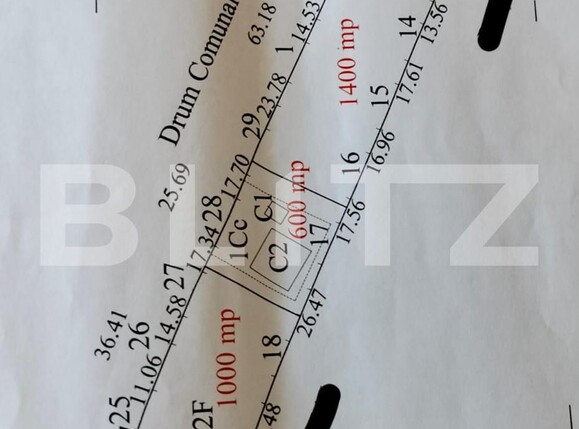 Drum Comunal
63.18
14.53
1
23.78
29
17.70
28
17.34
25.69
27
14.58
36.41
26
11.06
25
1400 mp
14
13.56
15
17.61
16
16.96
600 mp
C1
1Cc
C2
17
17.56
26.47
1000 mp
18
2F
48
BLITZ